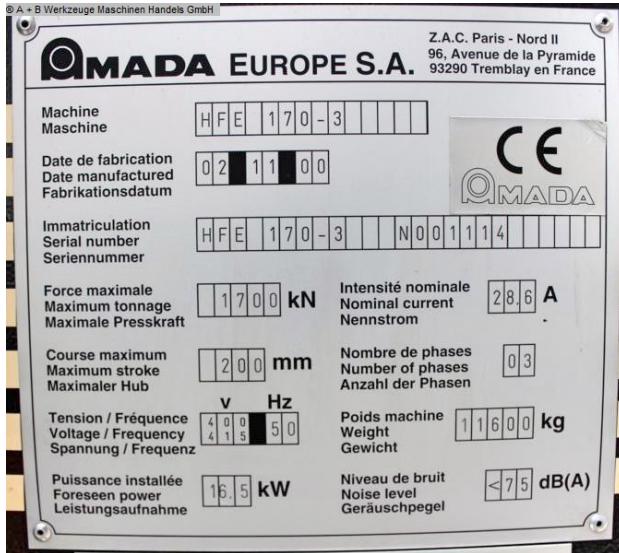 ® A + B Werkzeuge Maschinen Handels GmbH
AMADA EUROPE S.A.
Z.A.C. Paris - Nord II
96, Avenue de la Pyramide
93290 Tremblay en France
Machine
Maschine
HFE 170-3
CE
AMADA
Date de fabrication
Date manufactured
Fabrikationsdatum
02 11 00
Immatriculation
Serial number
Seriennummer
HFE 170-3 N001114
Force maximale
Maximum tonnage
Maximale Presskraft
1700 kN
Intensité nominale
Nominal current
Nennstrom
28,6 A
Course maximum
Maximum stroke
Maximaler Hub
200 mm
Nombre de phases
Number of phases
Anzahl der Phasen
03
V Hz
Tension / Fréquence
Voltage / Frequency
Spannung / Frequenz
400
415
50
Poids machine
Weight
Gewicht
11600 kg
Puissance installée
Foreseen power
Leistungsaufnahme
16.5 kW
Niveau de bruit
Noise level
Geräuschpegel
<75 dB(A)